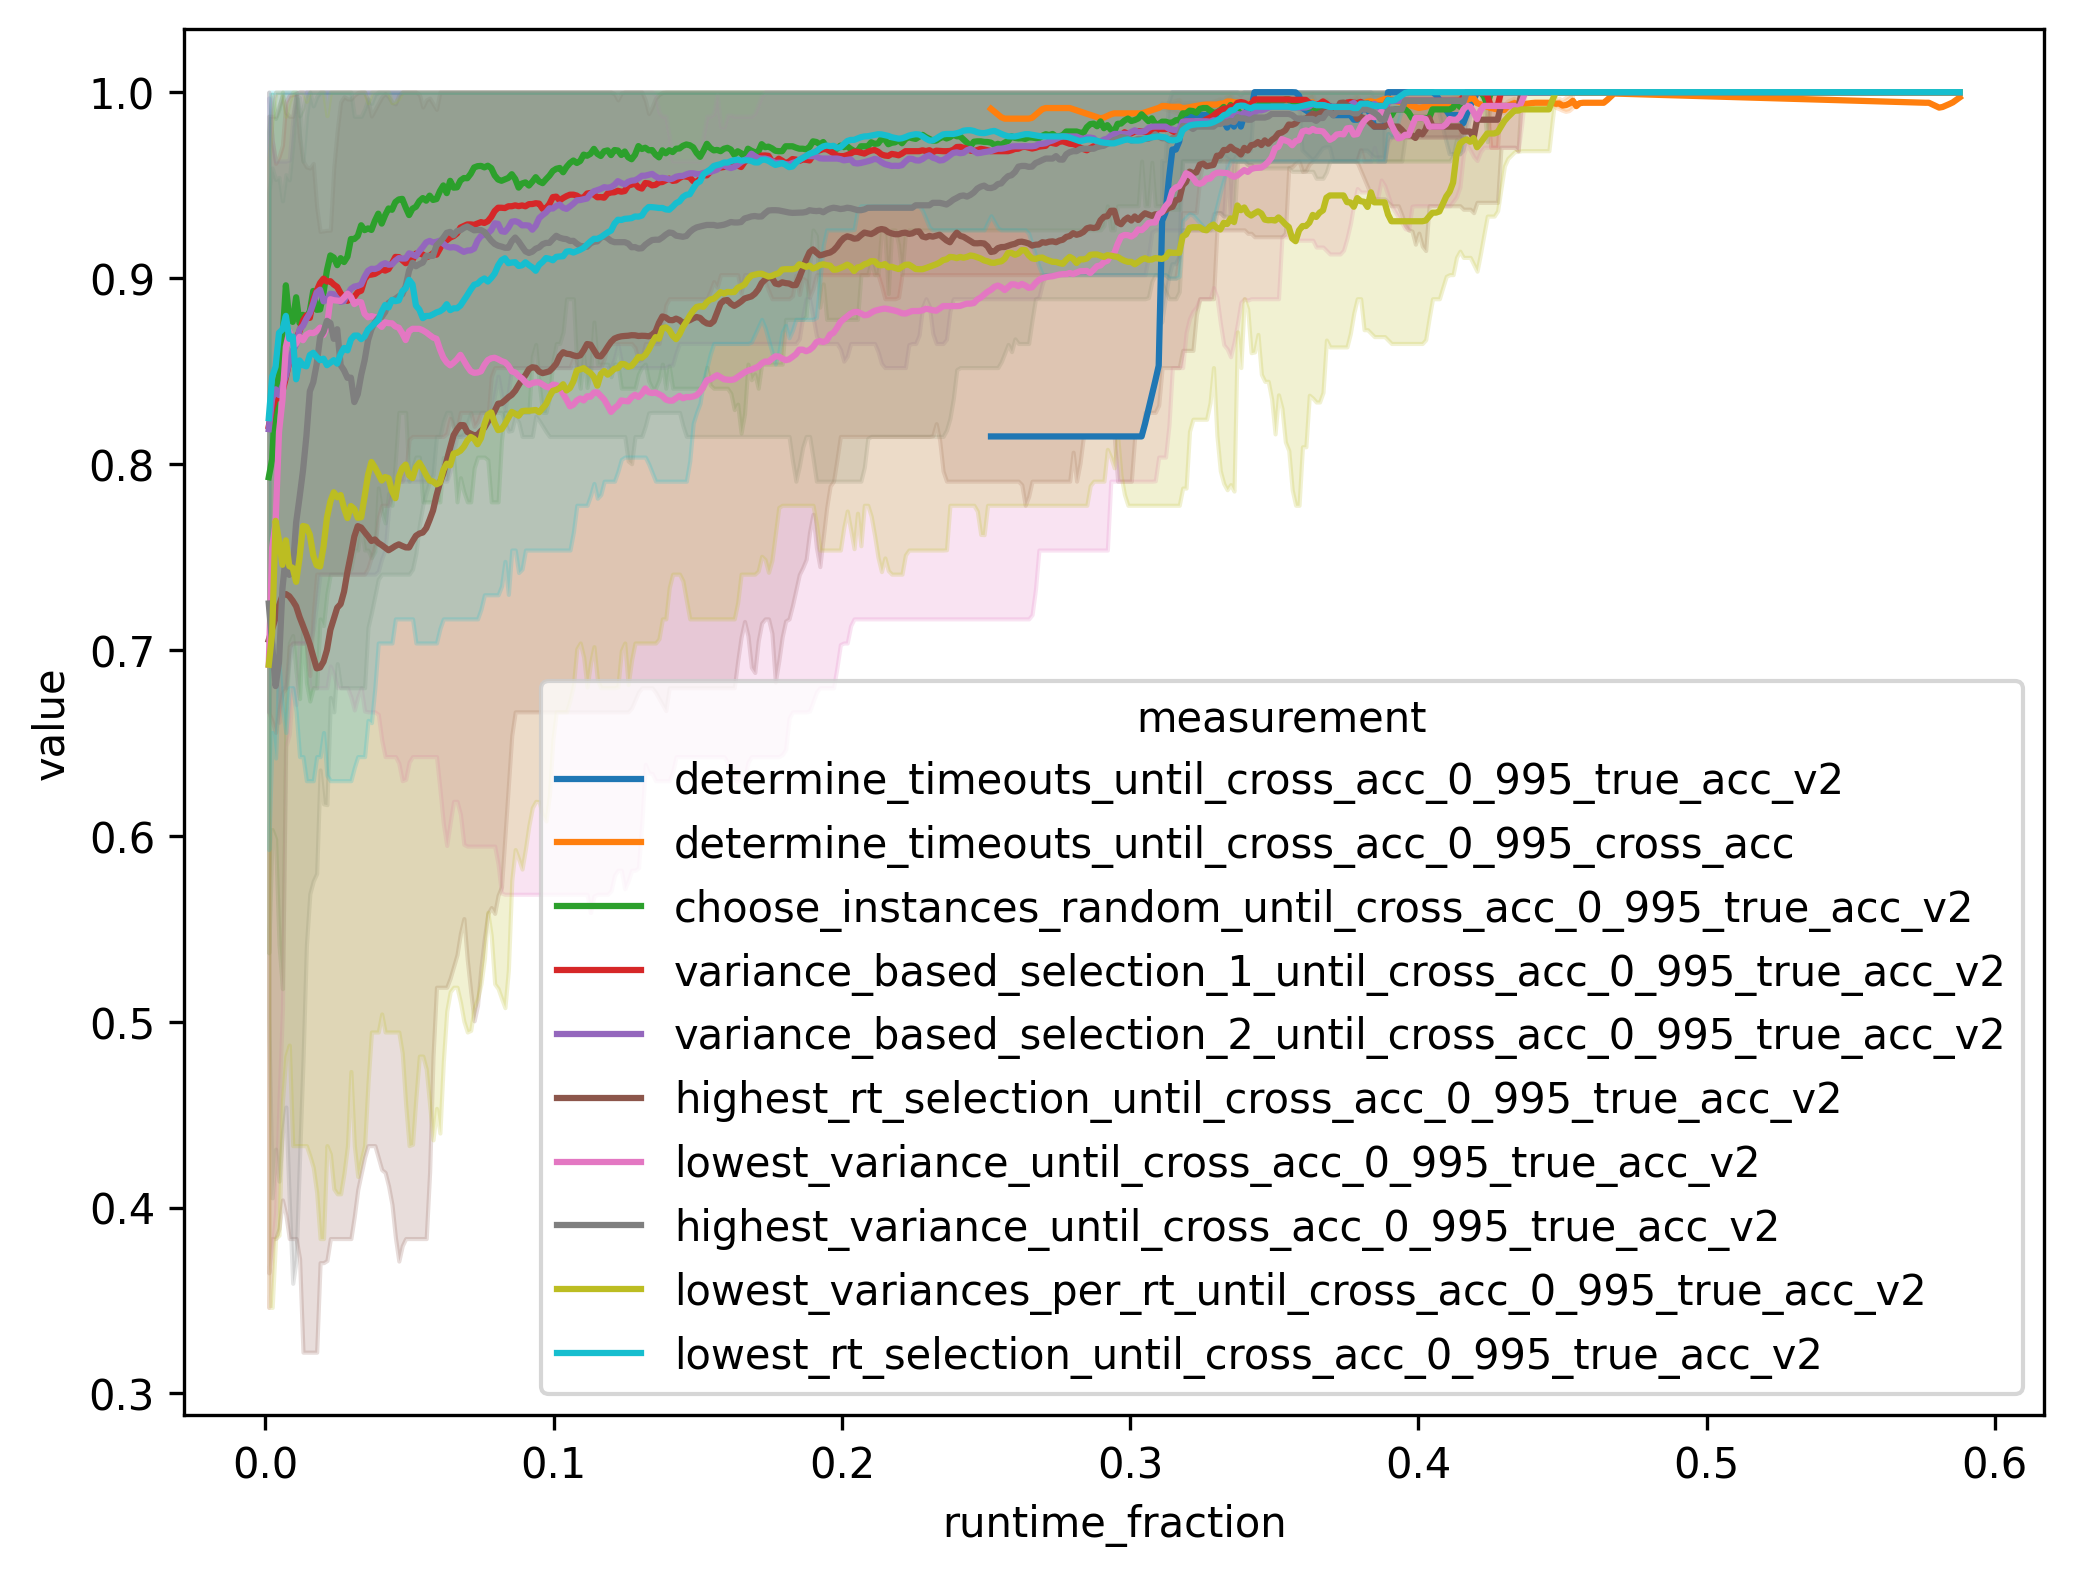 1.0
0.9
0.8
0.7
0.6
0.5
0.4
0.3
value
measurement
determine_timeouts_until_cross_acc_0_995_true_acc_v2
determine_timeouts_until_cross_acc_0_995_cross_acc
choose_instances_random_until_cross_acc_0_995_true_acc_v2
variance_based_selection_1_until_cross_acc_0_995_true_acc_v2
variance_based_selection_2_until_cross_acc_0_995_true_acc_v2
highest_rt_selection_until_cross_acc_0_995_true_acc_v2
lowest_variance_until_cross_acc_0_995_true_acc_v2
highest_variance_until_cross_acc_0_995_true_acc_v2
lowest_variances_per_rt_until_cross_acc_0_995_true_acc_v2
lowest_rt_selection_until_cross_acc_0_995_true_acc_v2
0.0 0.1 0.2 0.3 0.4 0.5 0.6
runtime_fraction